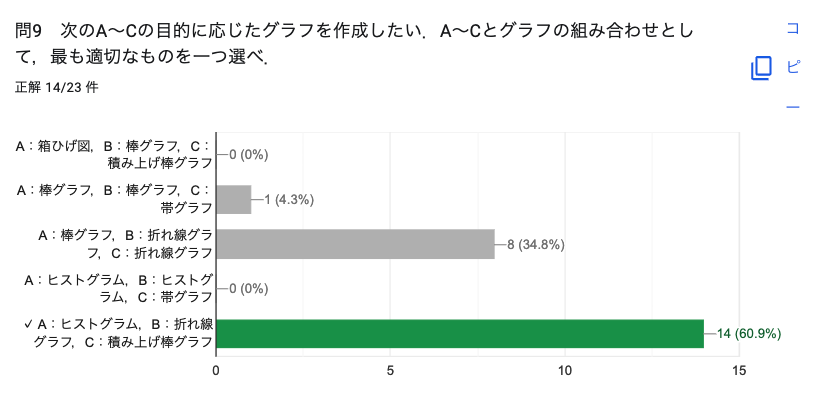 問9　次のA〜Cの目的に応じたグラフを作成したい．A〜Cとグラフの組み合わせとし
て，最も適切なものを一つ選べ．
正解 14/23 件
コ
ピ
ー
A：箱ひげ図，B：棒グラフ，C：
積み上げ棒グラフ
0 (0%)
A：棒グラフ，B：棒グラフ，C：
帯グラフ
1 (4.3%)
A：棒グラフ，B：折れ線グラ
フ，C：折れ線グラフ
8 (34.8%)
A：ヒストグラム，B：ヒストグ
ラム，C：帯グラフ
0 (0%)
✓ A：ヒストグラム，B：折れ線
グラフ，C：積み上げ棒グラフ
14 (60.9%)
0 5 10 15